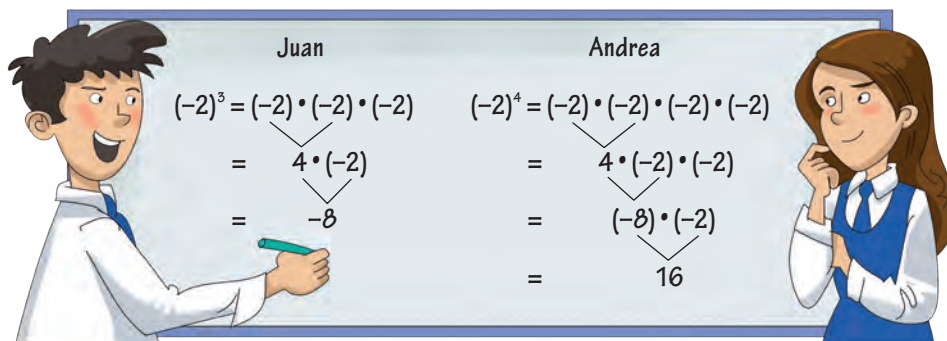 Juan
(–2)³ = (–2) • (–2) • (–2)
= 4 • (–2)
= –8
Andrea
(–2)⁴ = (–2) • (–2) • (–2) • (–2)
= 4 • (–2) • (–2)
= (–8) • (–2)
= 16